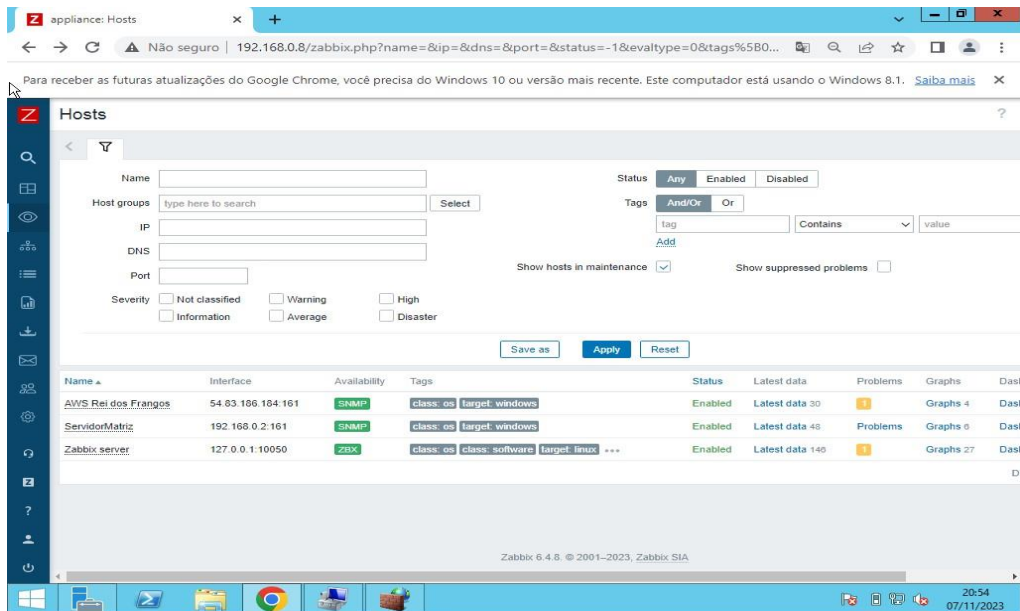 Z appliance: Hosts
Não seguro 192.168.0.8/zabbix.php?name=&ip=&dns=&port=&status=-1&evaltype=0&tags%5B0...
Para receber as futuras atualizações do Google Chrome, você precisa do Windows 10 ou versão mais recente. Este computador está usando o Windows 8.1. Saiba mais
Z Hosts ?
Name
Status Any Enabled Disabled
Host groups type here to search Select
Tags And/Or Or
IP
tag Contains value
Add
DNS
Port
Show hosts in maintenance Show suppressed problems
Severity Not classified Warning High
Information Average Disaster
Save as Apply Reset
Name Interface Availability Tags Status Latest data Problems Graphs Das
AWS Rei dos Frangos 54.83.186.184:161 SNMP class: os target: windows Enabled Latest data 30 1 Graphs 4 Das
ServidorMatriz 192.168.0.2:161 SNMP class: os target: windows Enabled Latest data 48 Problems Graphs 6 Das
Zabbix server 127.0.0.1:10050 ZBX class: os class: software target: linux ••• Enabled Latest data 146 1 Graphs 27 Das
D
Z
?
Zabbix 6.4.8. © 2001–2023, Zabbix SIA
20:54
07/11/2023